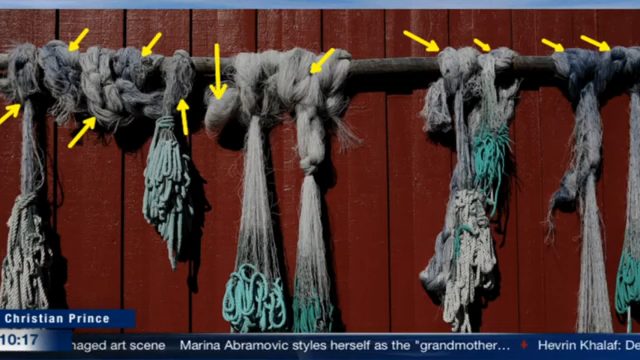 Christian Prince
10:17 naged art scene Marina Abramovic styles herself as the "grandmother... Hevrin Khalaf: De